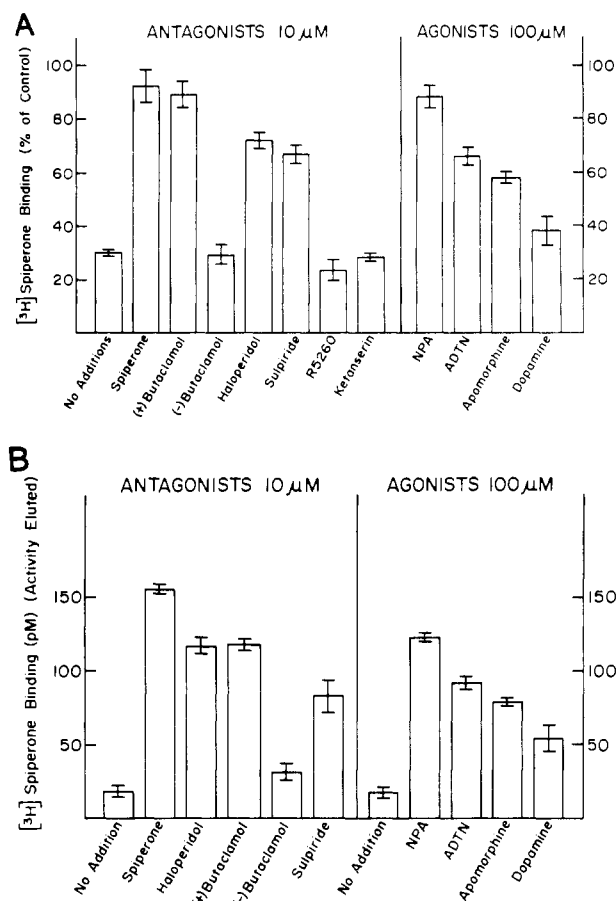 A
ANTAGONISTS 10 μM
AGONISTS 100 μM
[³H] Spiperone Binding (% of Control)
100
80
60
40
20
100
80
60
40
20
No Additions
Spiperone
(+) Butaclamol
(-) Butaclamol
Haloperidol
Sulpiride
R5260
Ketanserin
NPA
ADTN
Apomorphine
Dopamine
B
ANTAGONISTS 10 μM
AGONISTS 100 μM
[³H] Spiperone Binding (pM) (Activity Eluted)
150
100
50
150
100
50
No Addition
Spiperone
Haloperidol
(+) Butaclamol
(-) Butaclamol
Sulpiride
No Addition
NPA
ADTN
Apomorphine
Dopamine